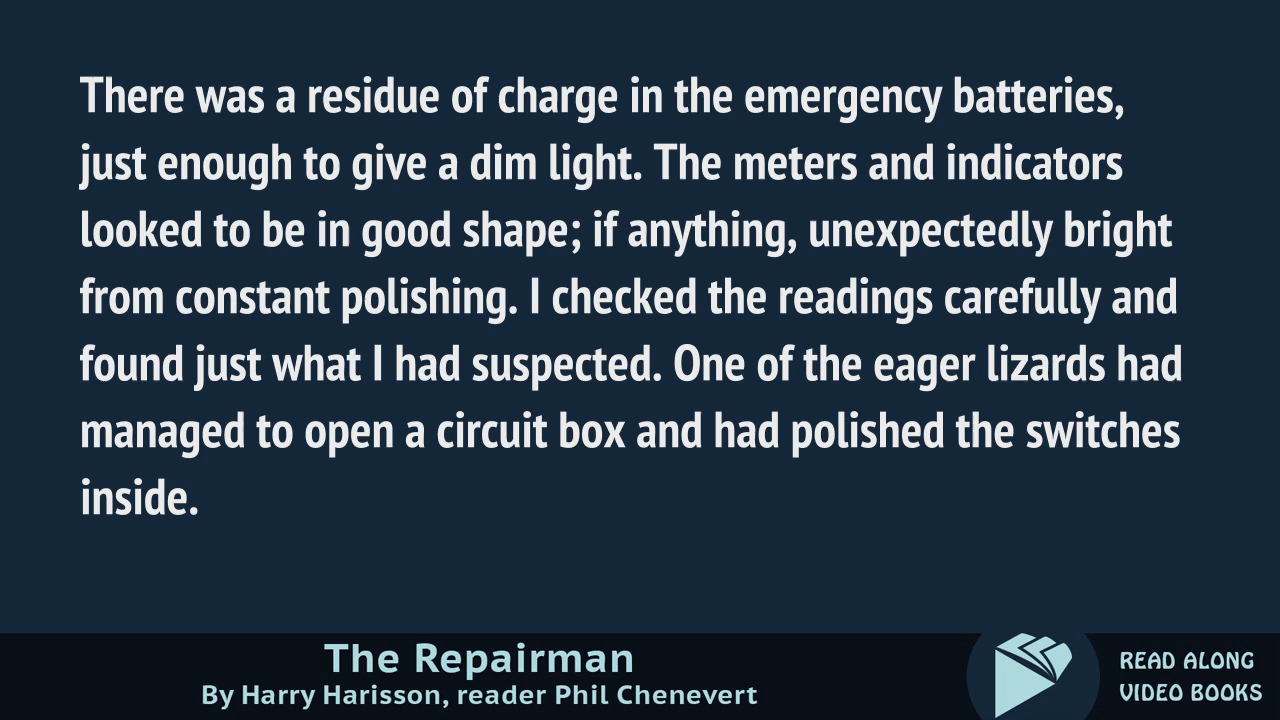 There was a residue of charge in the emergency batteries,
just enough to give a dim light. The meters and indicators
looked to be in good shape; if anything, unexpectedly bright
from constant polishing. I checked the readings carefully and
found just what I had suspected. One of the eager lizards had
managed to open a circuit box and had polished the switches
inside.
The Repairman
By Harry Harisson, reader Phil Chenevert
READ ALONG
VIDEO BOOKS